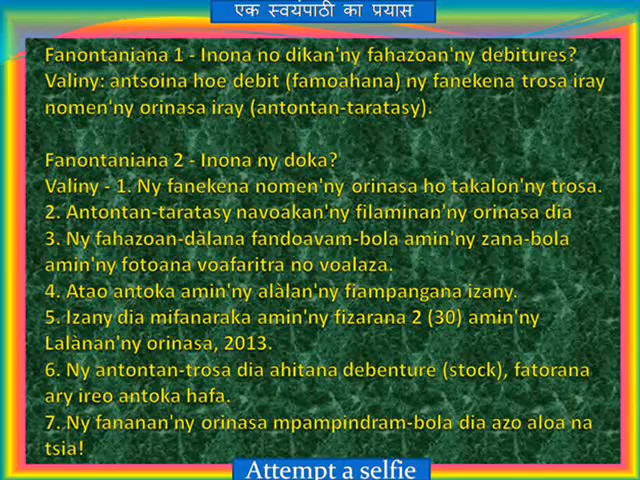 एक स्वयंपाठी का प्रयास
Fanontaniana 1 - Inona no dikan'ny fahazoan'ny debitures?
Valiny: antsoina hoe debit (famoahana) ny fanekena trosa iray
nomen'ny orinasa iray (antontan-taratasy).
Fanontaniana 2 - Inona ny doka?
Valiny - 1. Ny fanekena nomen'ny orinasa ho takalon'ny trosa.
2. Antontan-taratasy navoakan'ny filaminan'ny orinasa dia
3. Ny fahazoan-dàlana fandoavam-bola amin'ny zana-bola
amin'ny fotoana voafaritra no voalaza.
4. Atao antoka amin'ny alàlan'ny fiampangana izany.
5. Izany dia mifanaraka amin'ny fizarana 2 (30) amin'ny
Lalànan'ny orinasa, 2013.
6. Ny antontan-trosa dia ahitana debenture (stock), fatorana
ary ireo antoka hafa.
7. Ny fananan'ny orinasa mpampindram-bola dia azo aloa na
tsia!
Attempt a selfie